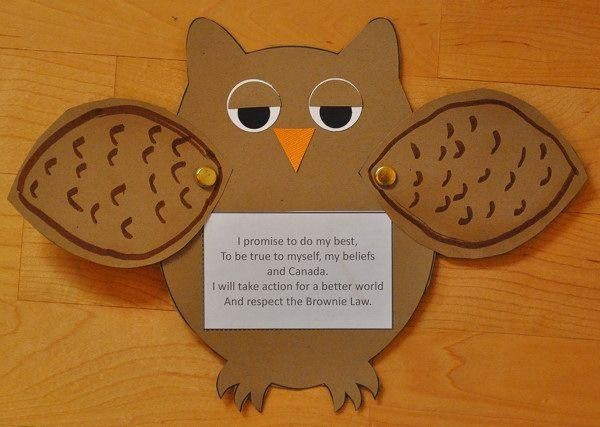 I promise to do my best,
To be true to myself, my beliefs
and Canada.
I will take action for a better world
And respect the Brownie Law.